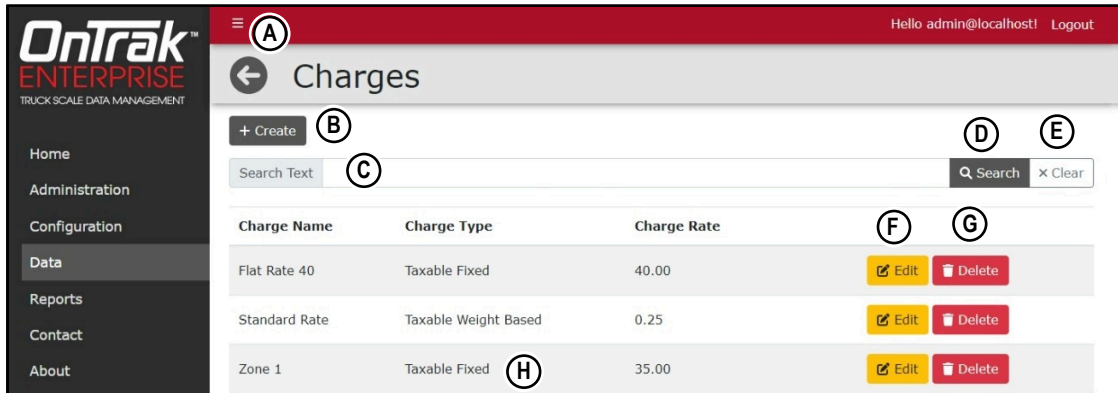 OnTrak™
ENTERPRISE
TRUCK SCALE DATA MANAGEMENT
Home
Administration
Configuration
Data
Reports
Contact
About
A
Hello admin@localhost! Logout
Charges
+ Create B
D E
Search Text C Search × Clear
Charge Name Charge Type Charge Rate F G
Flat Rate 40 Taxable Fixed 40.00 Edit Delete
Standard Rate Taxable Weight Based 0.25 Edit Delete
Zone 1 Taxable Fixed H 35.00 Edit Delete